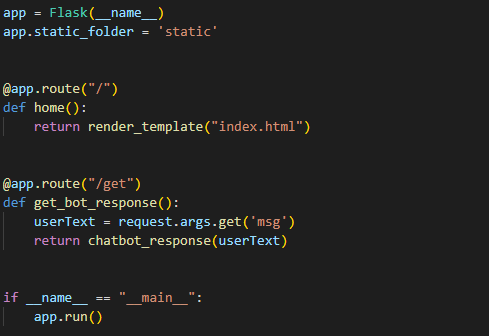 app = Flask(__name__)
app.static_folder = 'static'
@app.route("/")
def home():
    return render_template("index.html")
@app.route("/get")
def get_bot_response():
    userText = request.args.get('msg')
    return chatbot_response(userText)
if __name__ == "__main__":
    app.run()